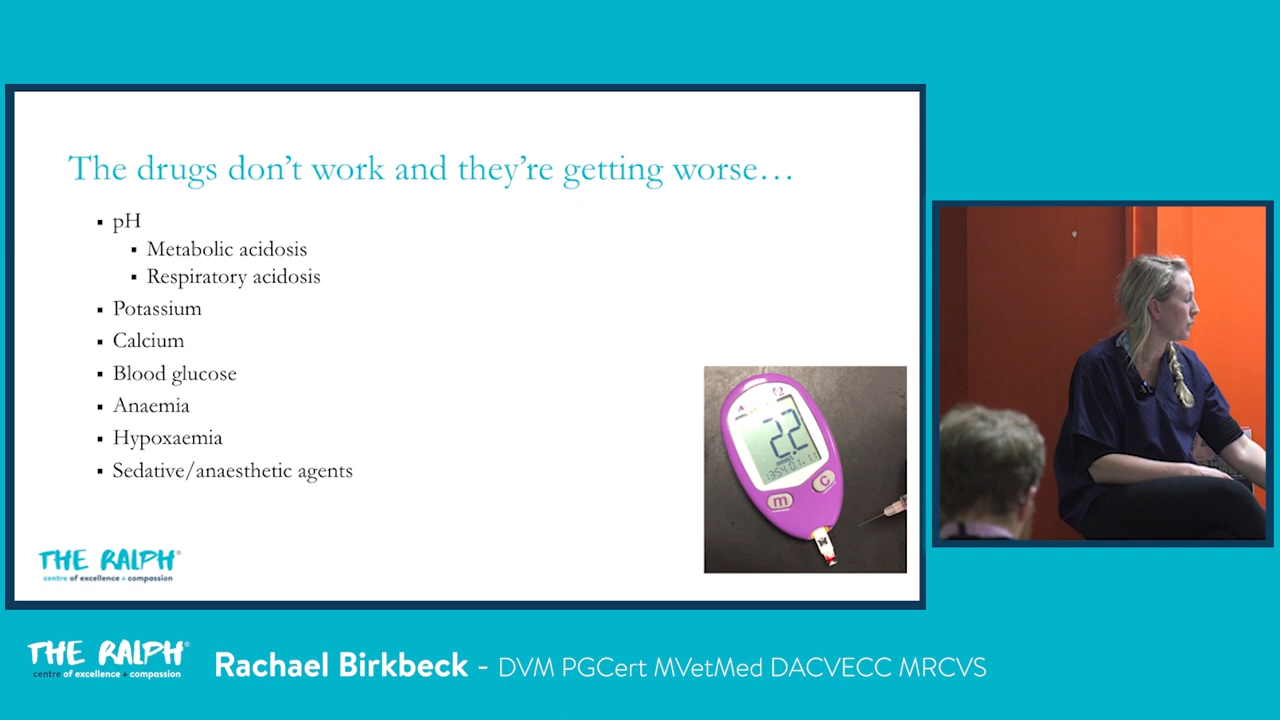 The drugs don't work and they're getting worse…
▪ pH
▪ Metabolic acidosis
▪ Respiratory acidosis
▪ Potassium
▪ Calcium
▪ Blood glucose
▪ Anaemia
▪ Hypoxaemia
▪ Sedative/anaesthetic agents
2.2
m
c
THE RALPH®
centre of excellence + compassion
THE RALPH®
centre of excellence + compassion
Rachael Birkbeck - DVM PGCert MVetMed DACVECC MRCVS